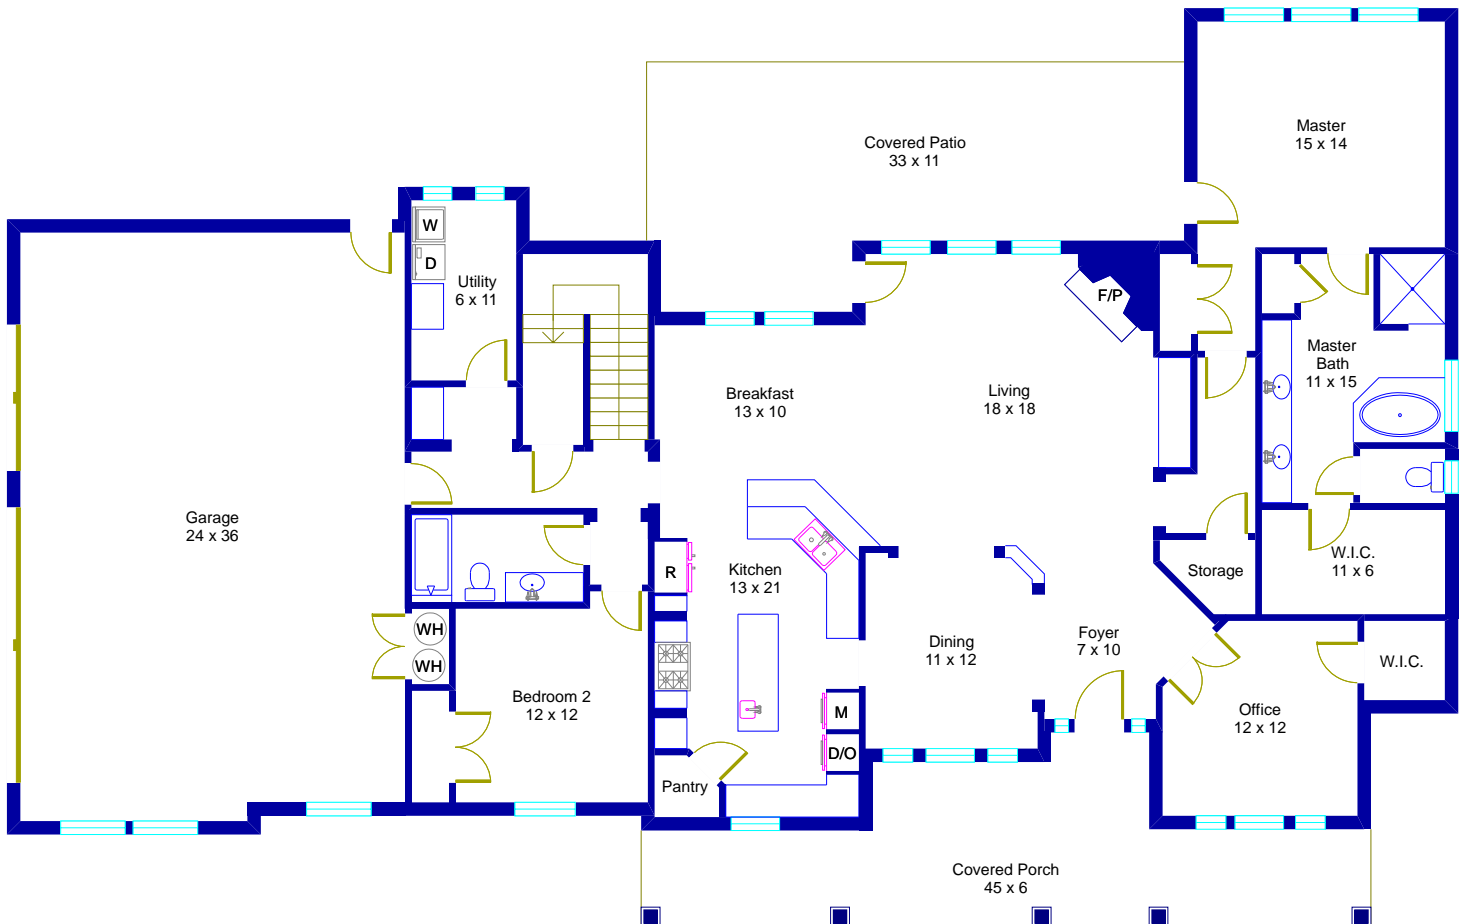 Master
15 x 14
Covered Patio
33 x 11
W
D
Utility
6 x 11
F/P
Master
Bath
11 x 15
Breakfast
13 x 10
Living
18 x 18
Garage
24 x 36
Kitchen
13 x 21
R
Storage
W.I.C.
11 x 6
WH
WH
Dining
11 x 12
Foyer
7 x 10
W.I.C.
Bedroom 2
12 x 12
M
D/O
Office
12 x 12
Pantry
Covered Porch
45 x 6